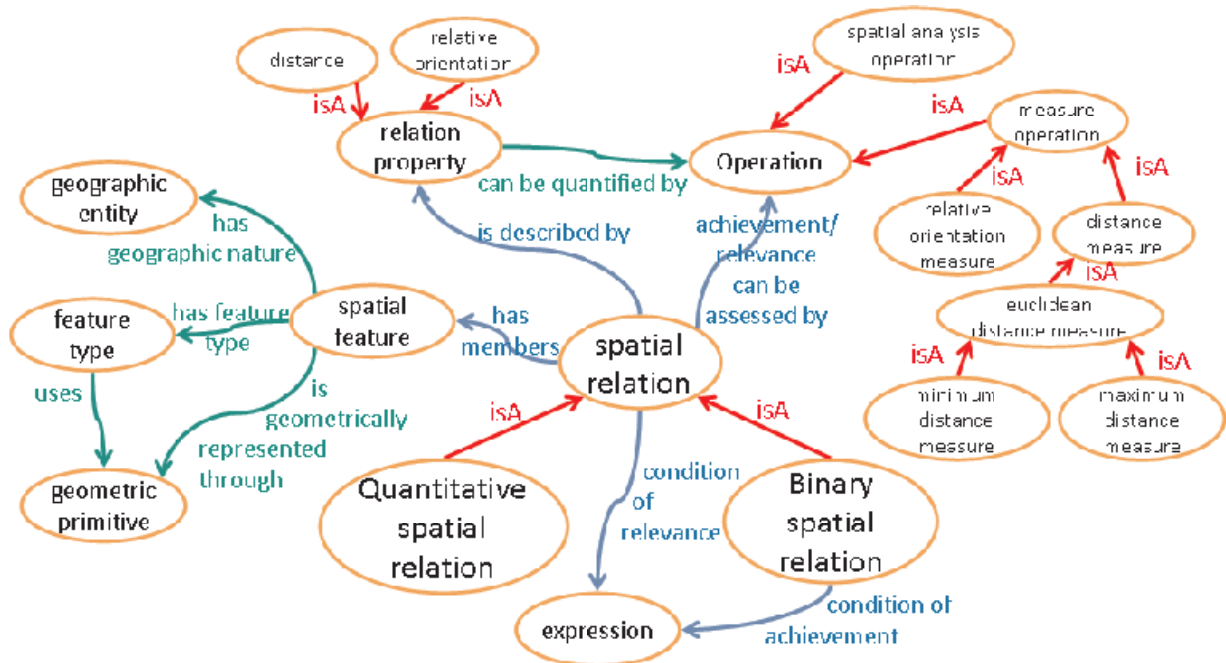 distance
relative
orientation
spatial analysis
operation
isA
isA
isA
isA
measure
operation
relation
property
Operation
can be quantified by
isA
isA
geographic
entity
has
geographic nature
is described by
achievement/
relevance
can be
assessed by
relative
orientation
measure
distance
measure
isA
feature
type
has feature
type
spatial
feature
has
members
spatial
relation
euclidean
distance measure
isA
isA
uses
is
geometrically
represented
through
minimum
distance
measure
maximum
distance
measure
isA
isA
geometric
primitive
Quantitative
spatial
relation
condition
of
relevance
Binary
spatial
relation
expression
condition of
achievement